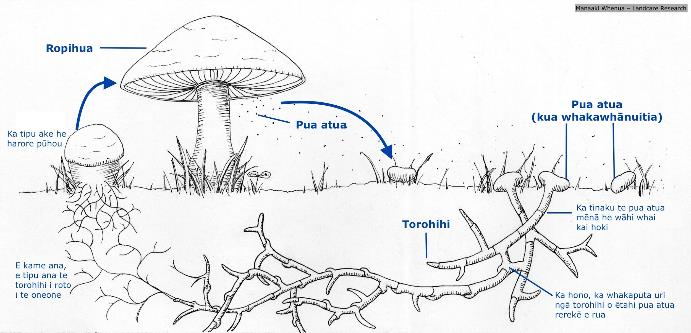 Manaaki Whenua – Landcare Research
Ropihua
Pua atua
Pua atua
(kua whakawhānuitia)
Ka tipu ake he
harore pūhou
Torohihi
Ka tinaku te pua atua
mēnā he wāhi whai
kai hoki
E kame ana,
e tipu ana te
torohihi i roto
i te oneone
Ka hono, ka whakaputa uri
ngā torohihi o ētahi pua atua
rerekē e rua